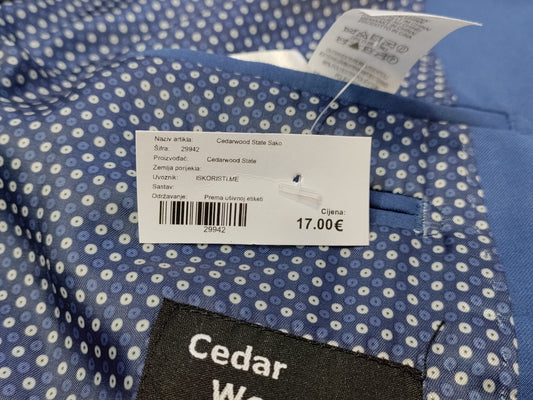 Naziv artikla: Cedarwood State Sako
Šifra: 29942
Proizvođač: Cedarwood State
Zemlja porijekla:
Uvoznik: ISKORISTI.ME
Sastav:
Održavanje: Prema ušivnoj etiketi
Cijena:
17.00€
29942
Cedar